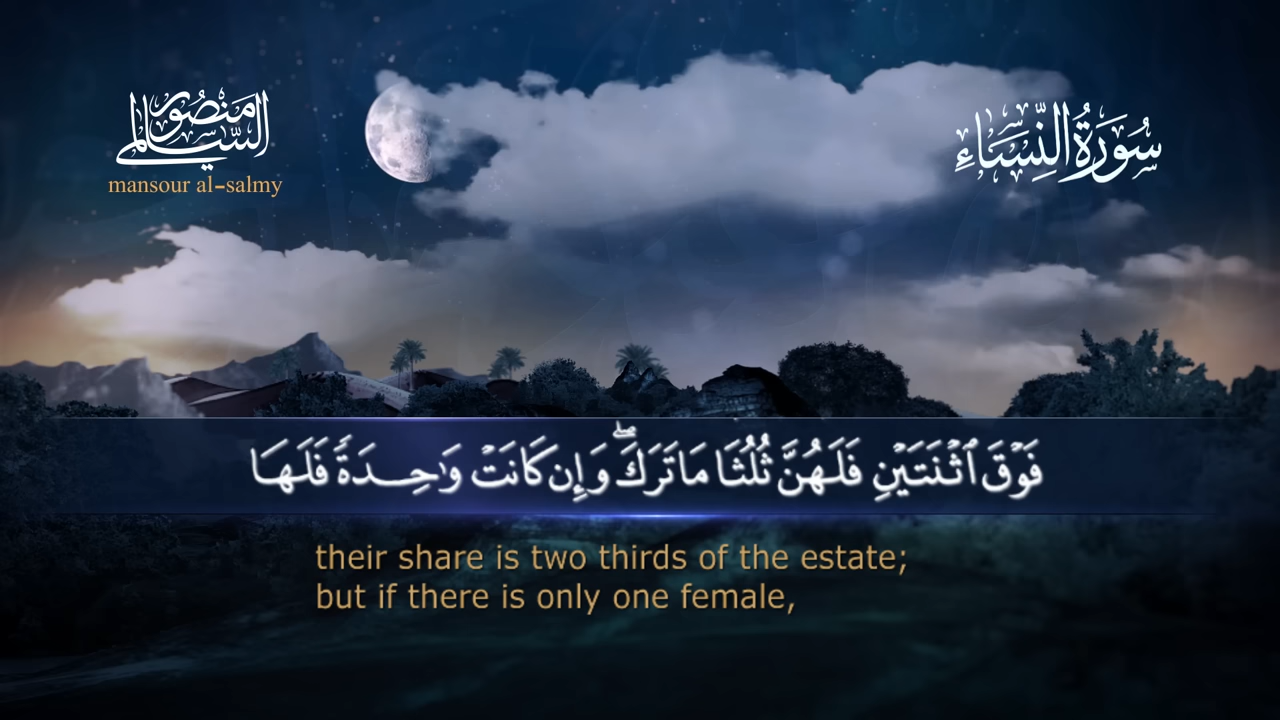 منصور السالمي
mansour al-salmy
سُورَةُ النِّسَاءِ
فَوْقَ ٱثْنَتَيْنِ فَلَهُنَّ ثُلُثَا مَا تَرَكَ ۖ وَإِن كَانَتْ وَٰحِدَةً فَلَهَا
their share is two thirds of the estate;
but if there is only one female,